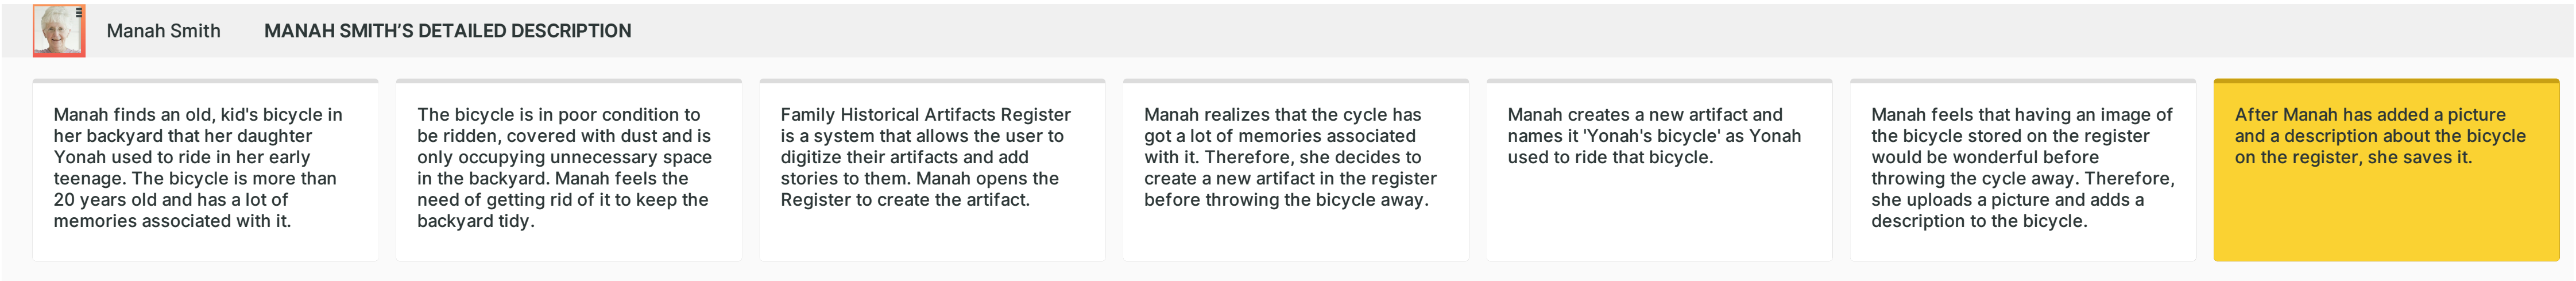 Manah Smith
MANAH SMITH’S DETAILED DESCRIPTION
Manah finds an old, kid's bicycle in
her backyard that her daughter
Yonah used to ride in her early
teenage. The bicycle is more than
20 years old and has a lot of
memories associated with it.
The bicycle is in poor condition to
be ridden, covered with dust and is
only occupying unnecessary space
in the backyard. Manah feels the
need of getting rid of it to keep the
backyard tidy.
Family Historical Artifacts Register
is a system that allows the user to
digitize their artifacts and add
stories to them. Manah opens the
Register to create the artifact.
Manah realizes that the cycle has
got a lot of memories associated
with it. Therefore, she decides to
create a new artifact in the register
before throwing the bicycle away.
Manah creates a new artifact and
names it 'Yonah's bicycle' as Yonah
used to ride that bicycle.
Manah feels that having an image of
the bicycle stored on the register
would be wonderful before
throwing the cycle away. Therefore,
she uploads a picture and adds a
description to the bicycle.
After Manah has added a picture
and a description about the bicycle
on the register, she saves it.